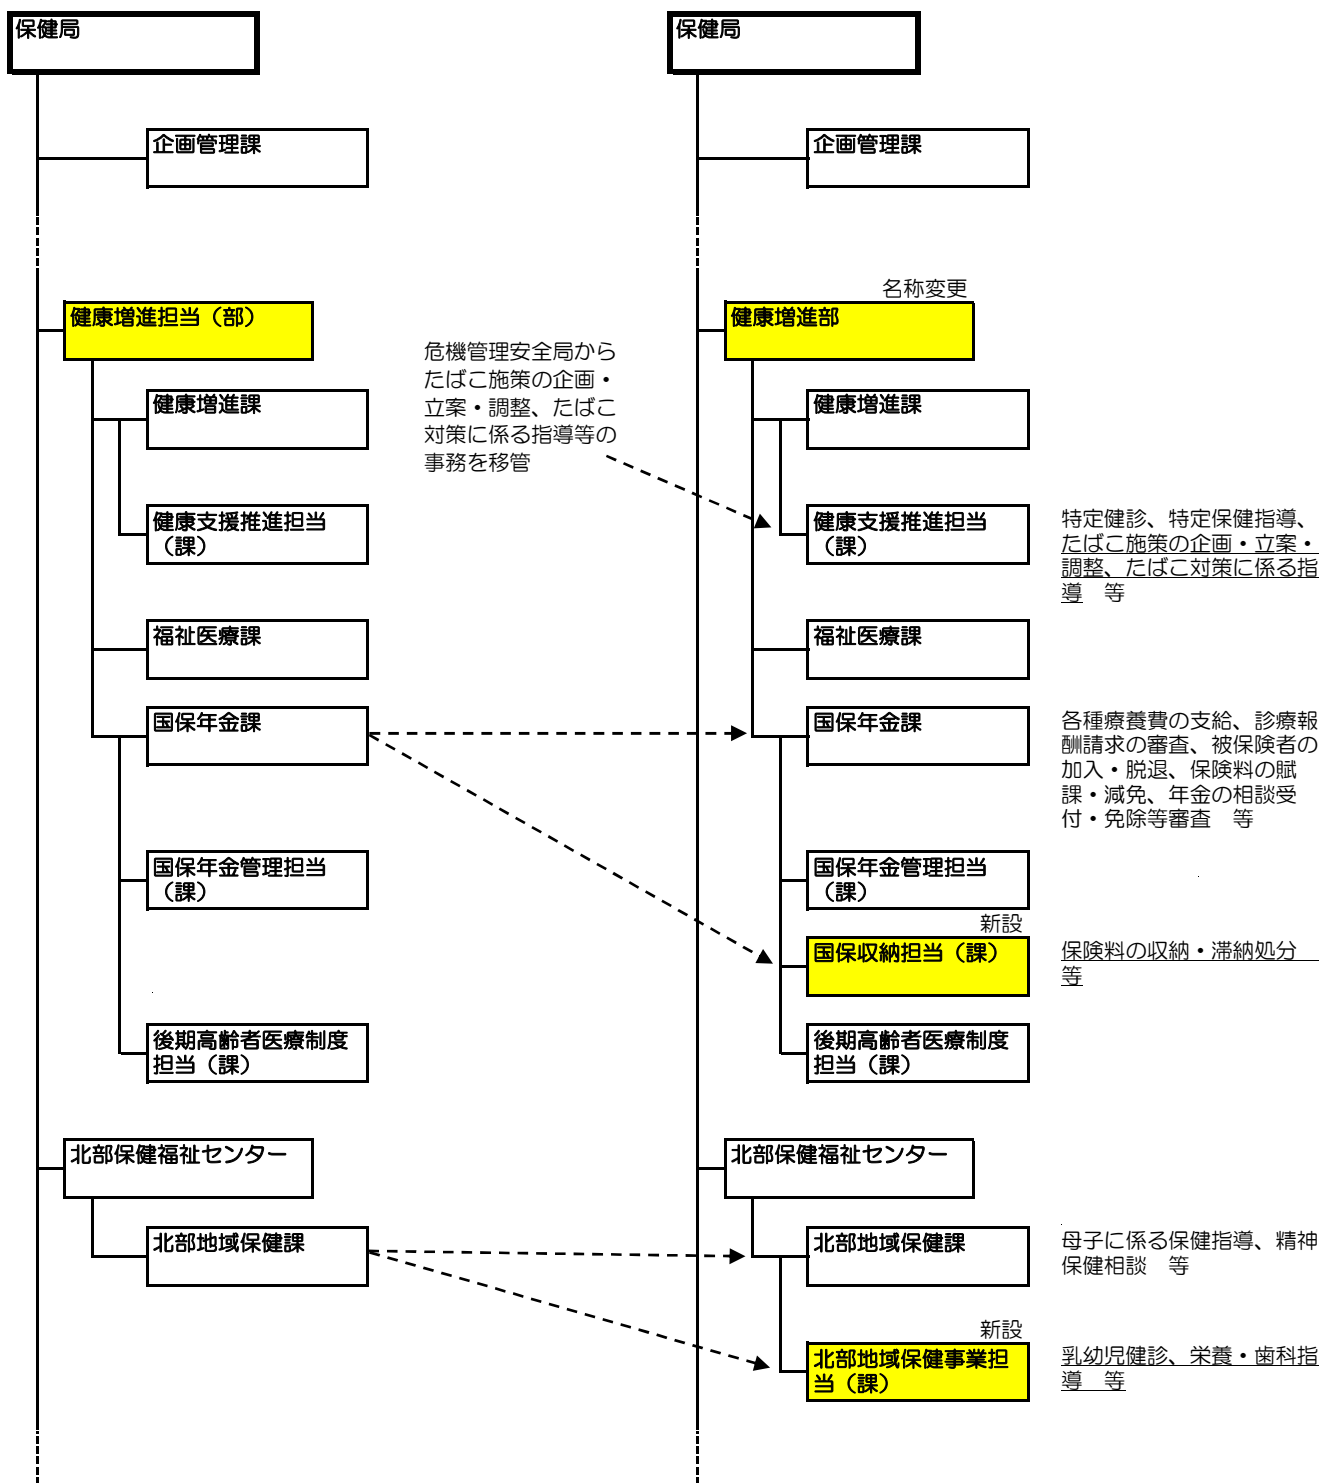 保健局
企画管理課
健康増進担当（部）
健康増進課
健康支援推進担当
（課）
福祉医療課
国保年金課
国保年金管理担当
（課）
後期高齢者医療制度
担当（課）
北部保健福祉センター
北部地域保健課
危機管理安全局から
たばこ施策の企画・
立案・調整、たばこ
対策に係る指導等の
事務を移管
保健局
企画管理課
名称変更
健康増進部
健康増進課
健康支援推進担当
（課）
特定健診、特定保健指導、
たばこ施策の企画・立案・
調整、たばこ対策に係る指
導　等
福祉医療課
国保年金課
各種療養費の支給、診療報
酬請求の審査、被保険者の
加入・脱退、保険料の賦
課・減免、年金の相談受
付・免除等審査　等
国保年金管理担当
（課）
新設
国保収納担当（課）
保険料の収納・滞納処分
等
後期高齢者医療制度
担当（課）
北部保健福祉センター
北部地域保健課
母子に係る保健指導、精神
保健相談　等
新設
北部地域保健事業担
当（課）
乳幼児健診、栄養・歯科指
導　等